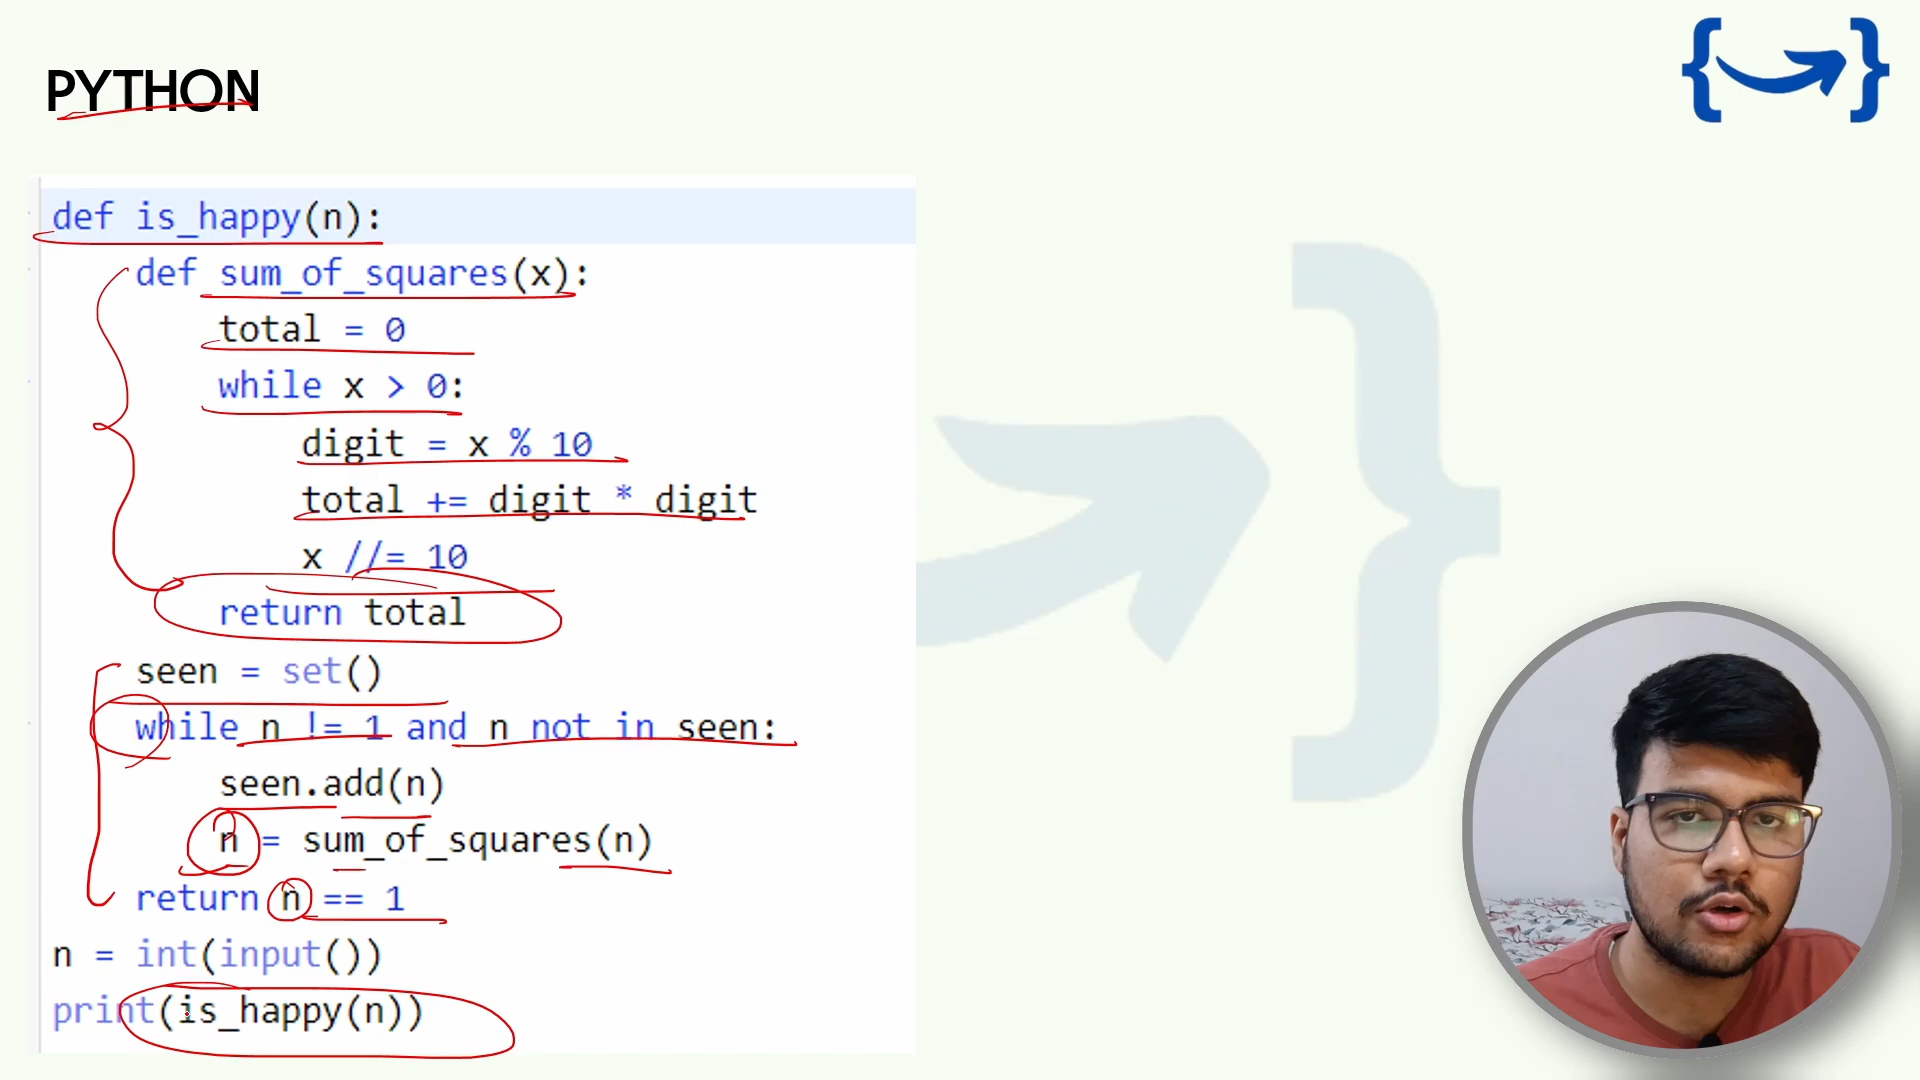 PYTHON
def is_happy(n):
    def sum_of_squares(x):
        total = 0
        while x > 0:
            digit = x % 10
            total += digit * digit
            x //= 10
        return total
    seen = set()
    while n != 1 and n not in seen:
        seen.add(n)
        n = sum_of_squares(n)
    return n == 1
n = int(input())
print(is_happy(n))